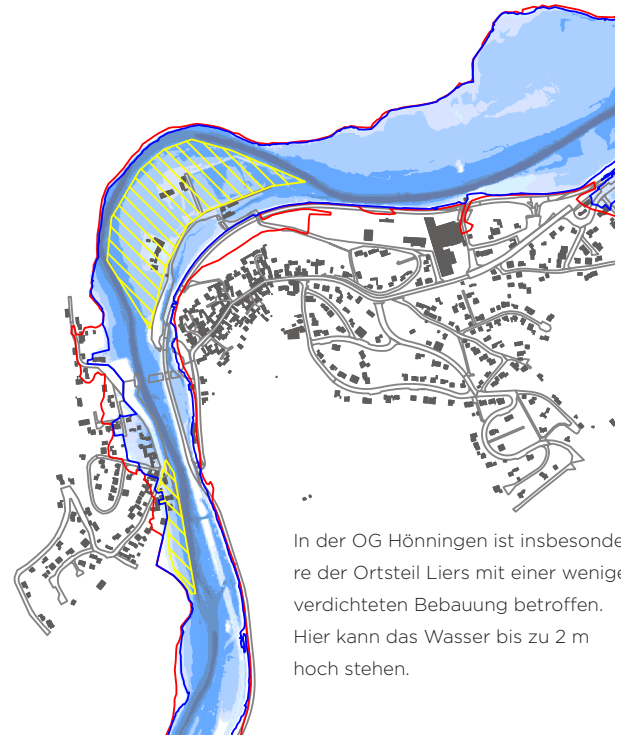 In der OG Hönningen ist insbesonde
re der Ortsteil Liers mit einer wenige
verdichteten Bebauung betroffen.
Hier kann das Wasser bis zu 2 m
hoch stehen.